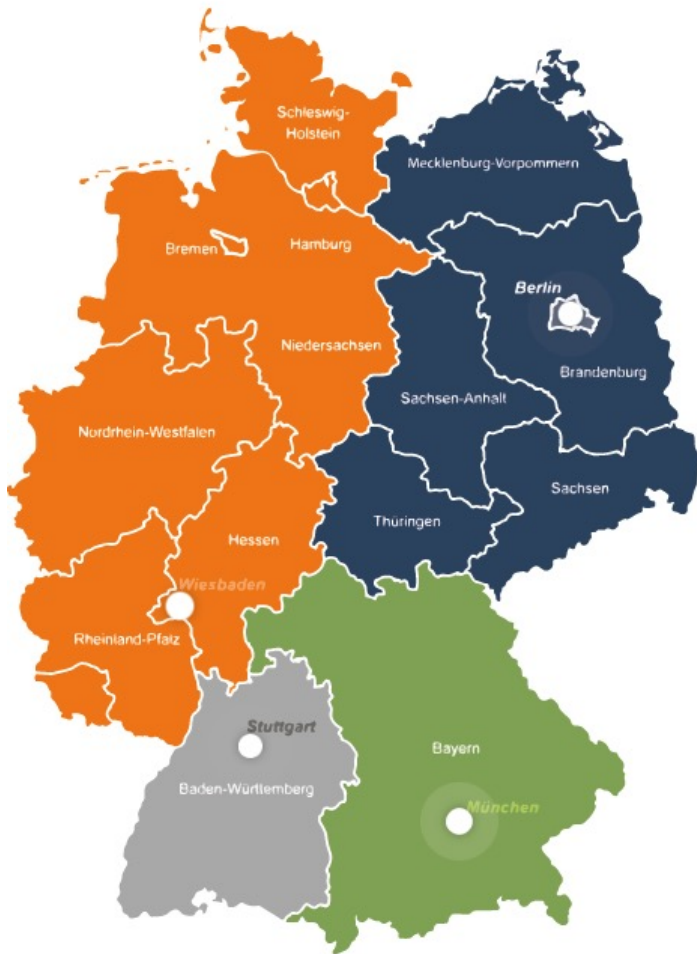 Schleswig-
Holstein
Mecklenburg-Vorpommern
Bremen
Hamburg
Berlin
Niedersachsen
Brandenburg
Sachsen-Anhalt
Nordrhein-Westfalen
Sachsen
Thüringen
Hessen
Wiesbaden
Rheinland-Pfalz
Stuttgart
Bayern
Baden-Württemberg
München